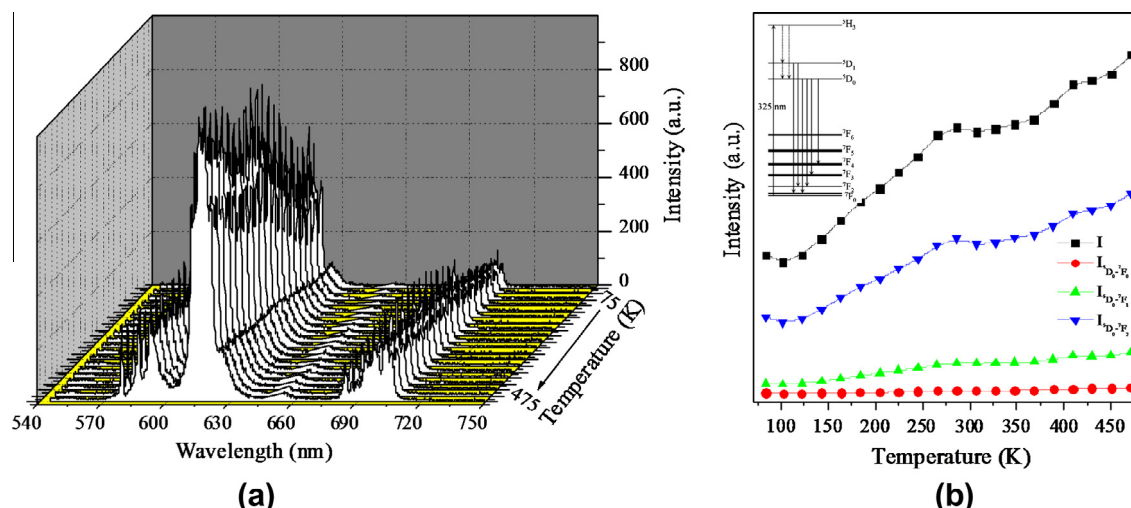 800
600
400
200
0
Intensity (a.u.)
75
Temperature (K)
475
540 570 600 630 660 690 720 750
Wavelength (nm)
(a)
Intensity (a.u.)
⁵H₃
⁵D₁
⁵D₀
325 nm
⁷F₆
⁷F₅
⁷F₄
⁷F₃
⁷F₂
⁷F₀
I
I⁵D₀-⁷F₀
I⁵D₀-⁷F₁
I⁵D₀-⁷F₂
100 150 200 250 300 350 400 450
Temperature (K)
(b)